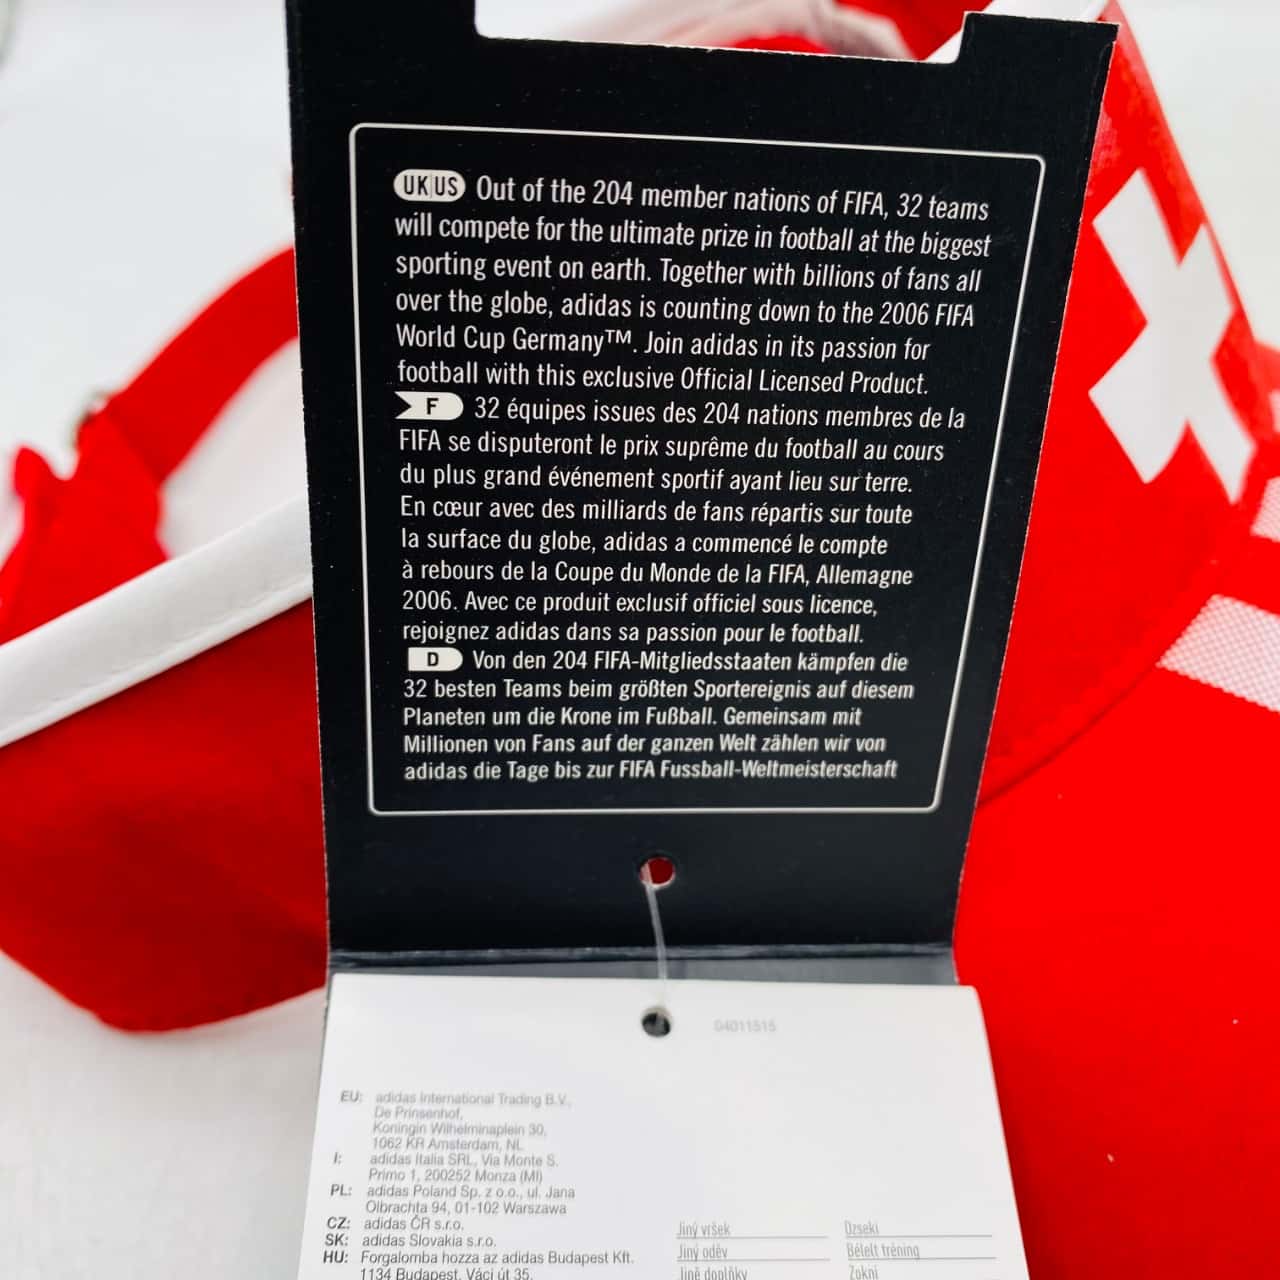 UK|US Out of the 204 member nations of FIFA, 32 teams
will compete for the ultimate prize in football at the biggest
sporting event on earth. Together with billions of fans all
over the globe, adidas is counting down to the 2006 FIFA
World Cup Germany™. Join adidas in its passion for
football with this exclusive Official Licensed Product.
F 32 équipes issues des 204 nations membres de la
FIFA se disputeront le prix suprême du football au cours
du plus grand événement sportif ayant lieu sur terre.
En cœur avec des milliards de fans répartis sur toute
la surface du globe, adidas a commencé le compte
à rebours de la Coupe du Monde de la FIFA, Allemagne
2006. Avec ce produit exclusif officiel sous licence,
rejoignez adidas dans sa passion pour le football.
D Von den 204 FIFA-Mitgliedsstaaten kämpfen die
32 besten Teams beim größten Sportereignis auf diesem
Planeten um die Krone im Fußball. Gemeinsam mit
Millionen von Fans auf der ganzen Welt zählen wir von
adidas die Tage bis zur FIFA Fussball-Weltmeisterschaft
04011515
EU: adidas International Trading B.V.,
De Prinsenhof,
Koningin Wilhelminaplein 30,
1062 KR Amsterdam, NL
I: adidas Italia SRL, Via Monte S.
Primo 1, 200252 Monza (MI)
PL: adidas Poland Sp. z o.o., ul. Jana
Olbrachta 94, 01-102 Warszawa
CZ: adidas ČR s.r.o.
SK: adidas Slovakia s.r.o.
HU: Forgalomba hozza az adidas Budapest Kft.
1134 Budapest, Váci út 35.
Jiný vršek
Jiný oděv
Jiné doplňky
Dzseki
Bélelt tréning
Zokni